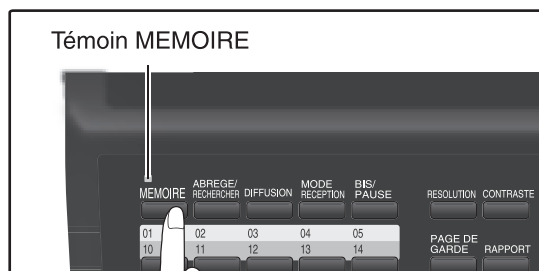 Témoin MEMOIRE
MEMOIRE
ABREGE/
RECHERCHER
DIFFUSION
MODE
RECEPTION
BIS/
PAUSE
RESOLUTION
CONTRASTE
01 02 03 04 05
10 11 12 13 14
PAGE DE
GARDE
RAPPORT